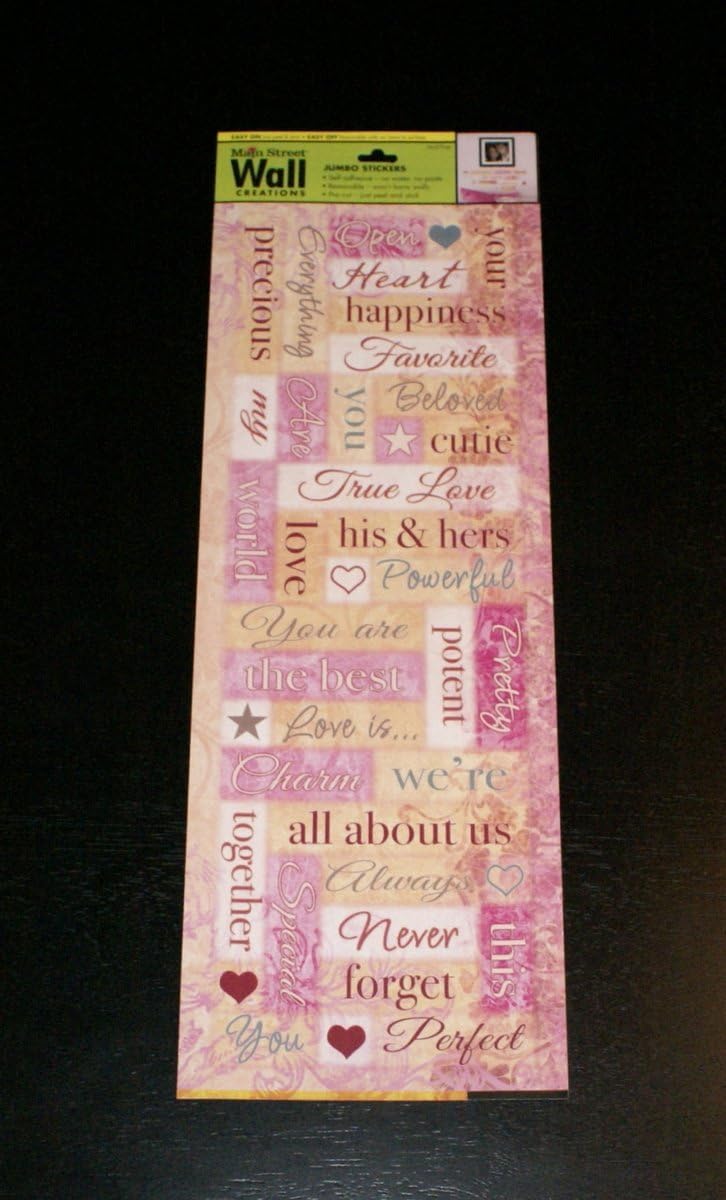 Main Street
Wall
CREATIONS
JUMBO STICKERS
Open
your
precious
Everything
Heart
happiness
Favorite
my
Are
you
Beloved
cutie
True Love
world
love
his & hers
Powerful
You are
potent
Pretty
the best
Love is...
Charm
we're
together
all about us
Special
Always
Never
this
forget
You
Perfect